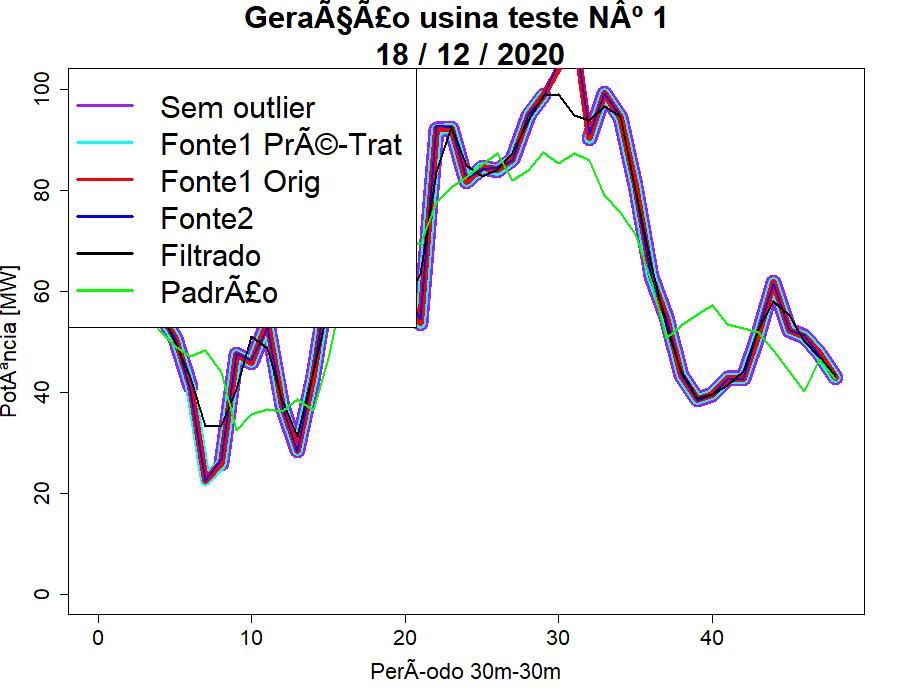 GeraÃ§Ã£o usina teste NÂº 1
18 / 12 / 2020
Sem outlier
Fonte1 PrÃ©-Trat
Fonte1 Orig
Fonte2
Filtrado
PadrÃ£o
PotÃªncia [MW]
100
80
60
40
20
0
0 10 20 30 40
PerÃ-odo 30m-30m